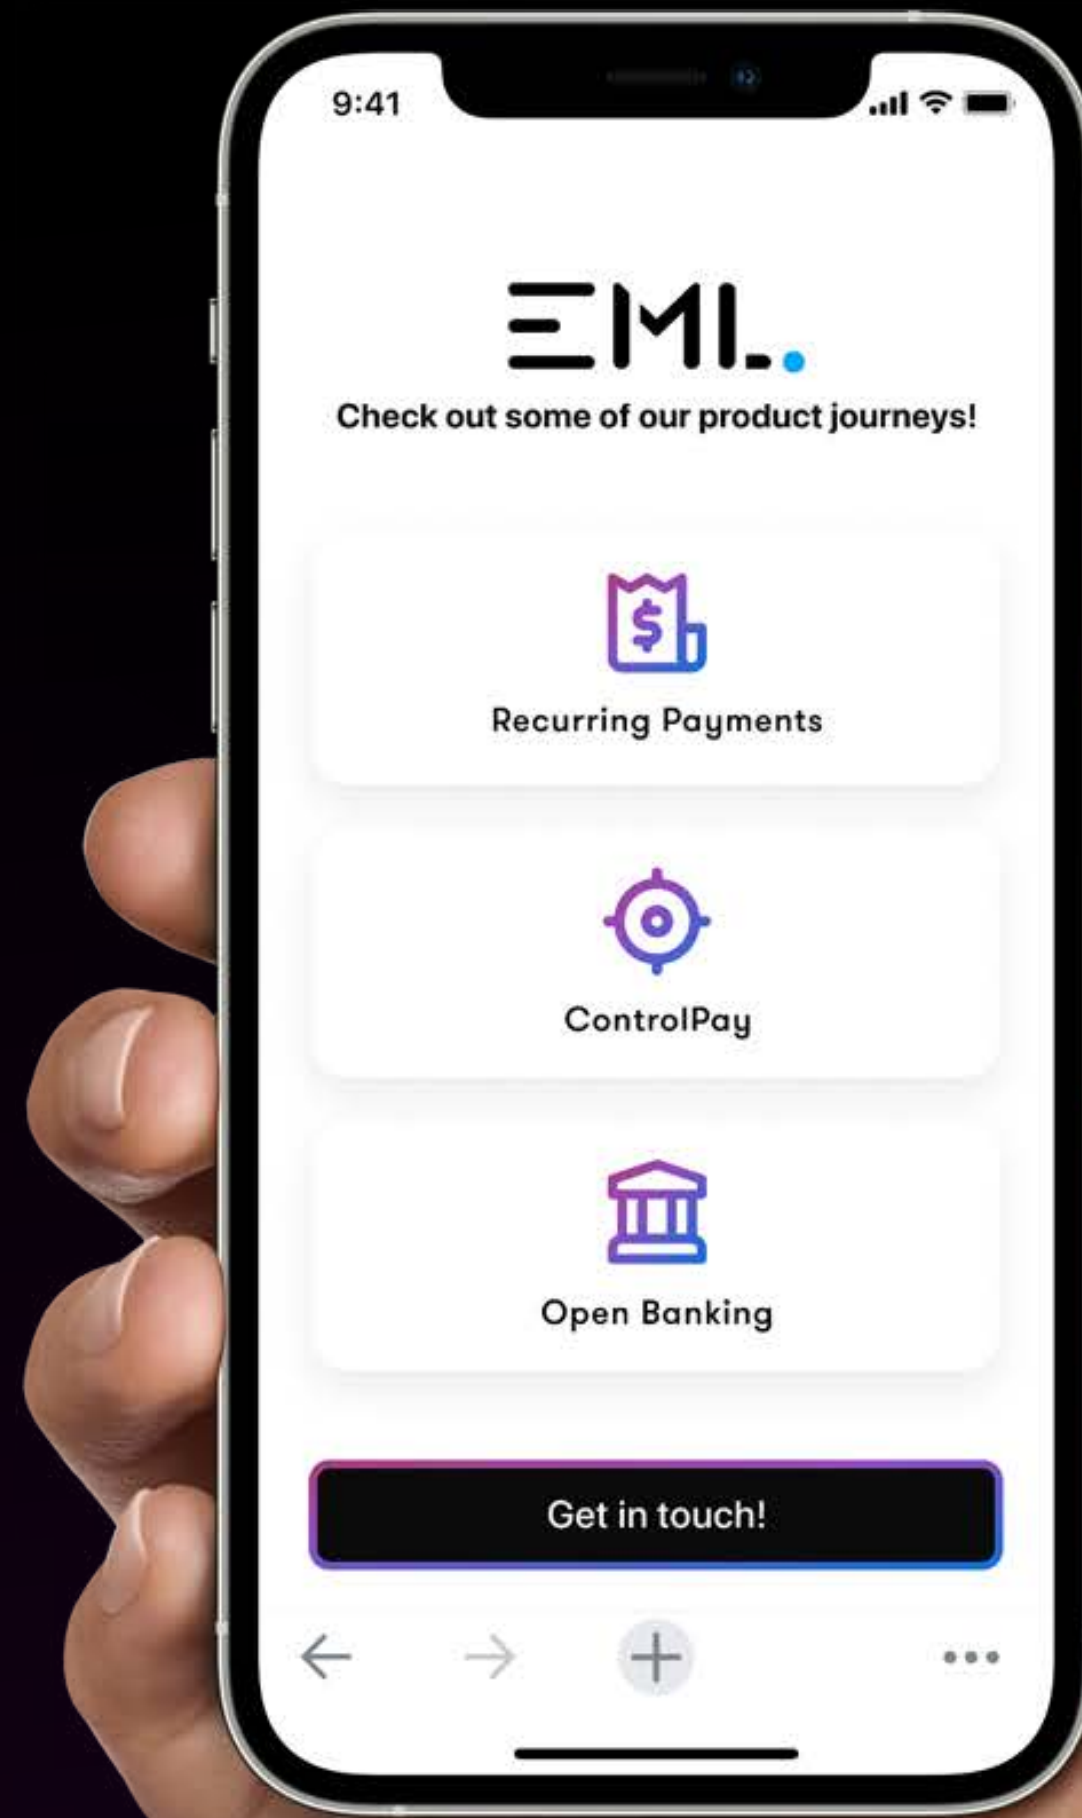 9:41
EML.
Check out some of our product journeys!
$
Recurring Payments
ControlPay
Open Banking
Get in touch!